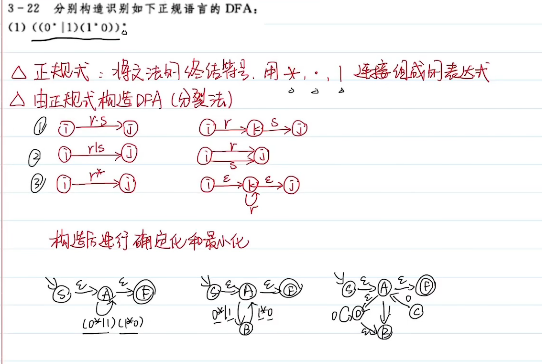 3-22 分别构造识别如下正规语言的 DFA:
(1) ((0*|1)(1*0))*。
△ 正规式: 将文法的终结符号, 用 *, ·, | 连接组成的表达式
△ 由正规式构造DFA (分裂法)
① i r·s j i r k s j
② i r|s j i r s j
③ i r* j i ε k ε j r
构造后进行确定化和最小化
S ε A ε F S ε A ε F S ε A ε F
(0*|1)(1*0) 0*|1 1*0 B 0 D ε 1 0 C ε B